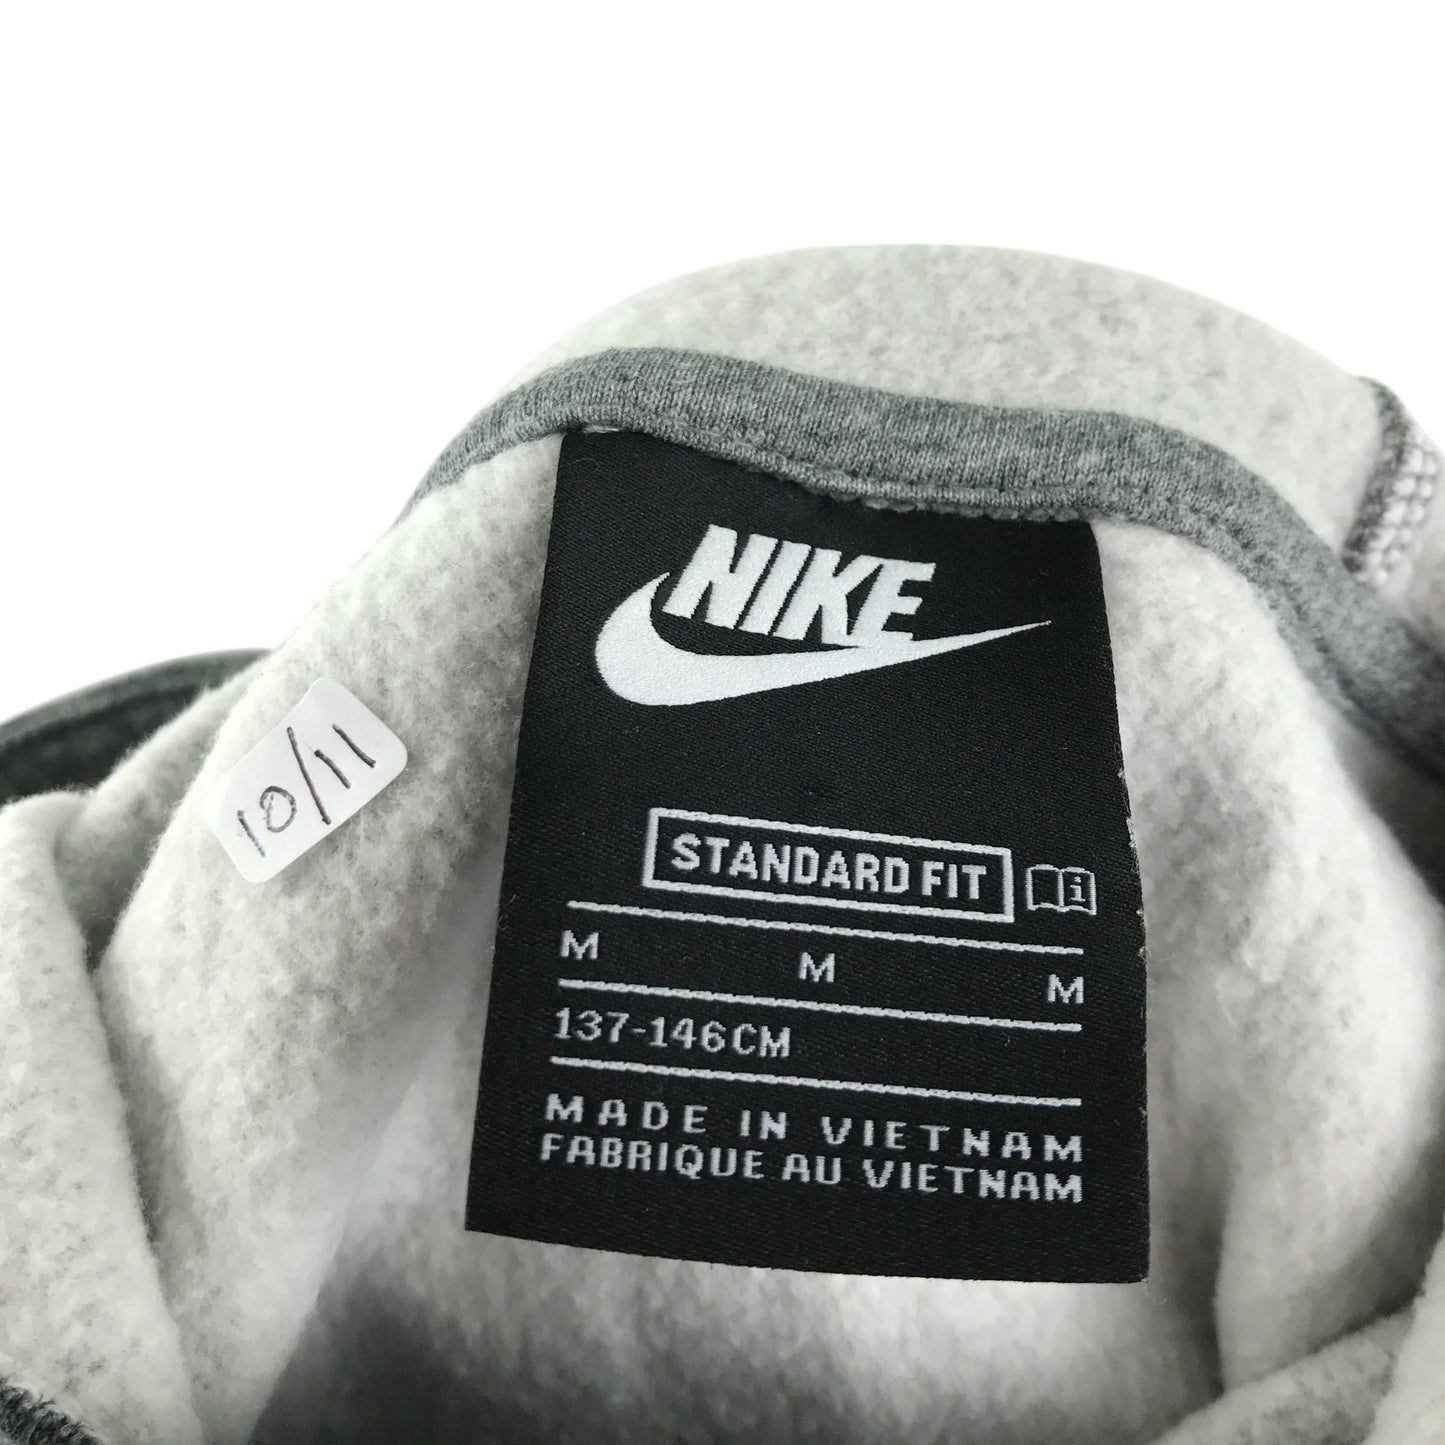 NIKE
10/11
STANDARD FIT
M M M
137-146CM
MADE IN VIETNAM
FABRIQUE AU VIETNAM